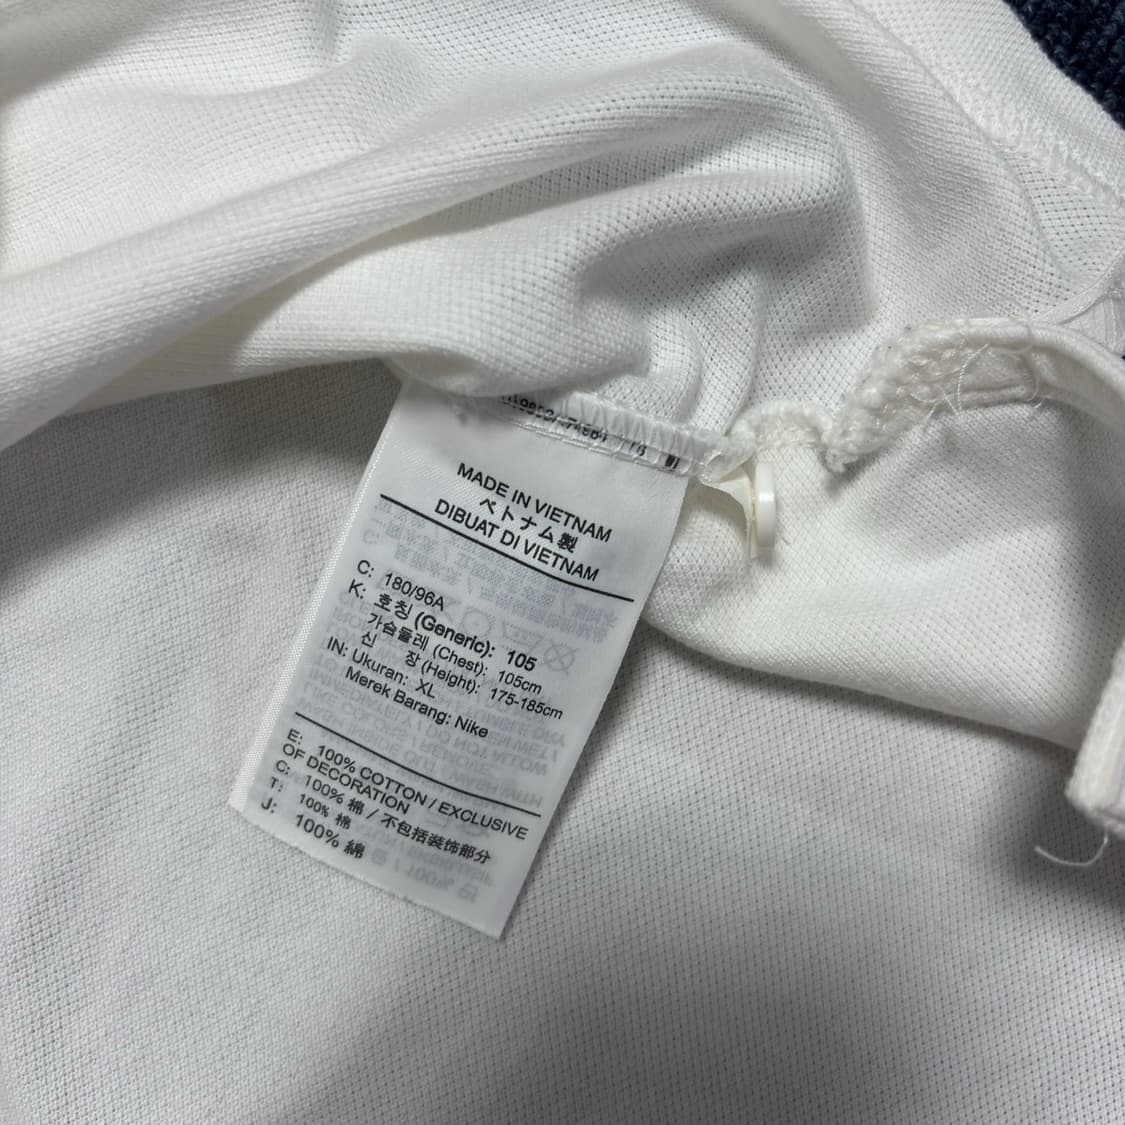 MADE IN VIETNAM
ベトナム製
DIBUAT DI VIETNAM
C: 180/96A
K: 호칭 (Generic): 105
가슴둘레 (Chest): 105cm
신 장 (Height): 175-185cm
IN: Ukuran: XL
Merek Barang: Nike
E: 100% COTTON / EXCLUSIVE
OF DECORATION
C: 100% 棉 / 不包括装饰部分
T: 100% 棉
J: 100% 綿